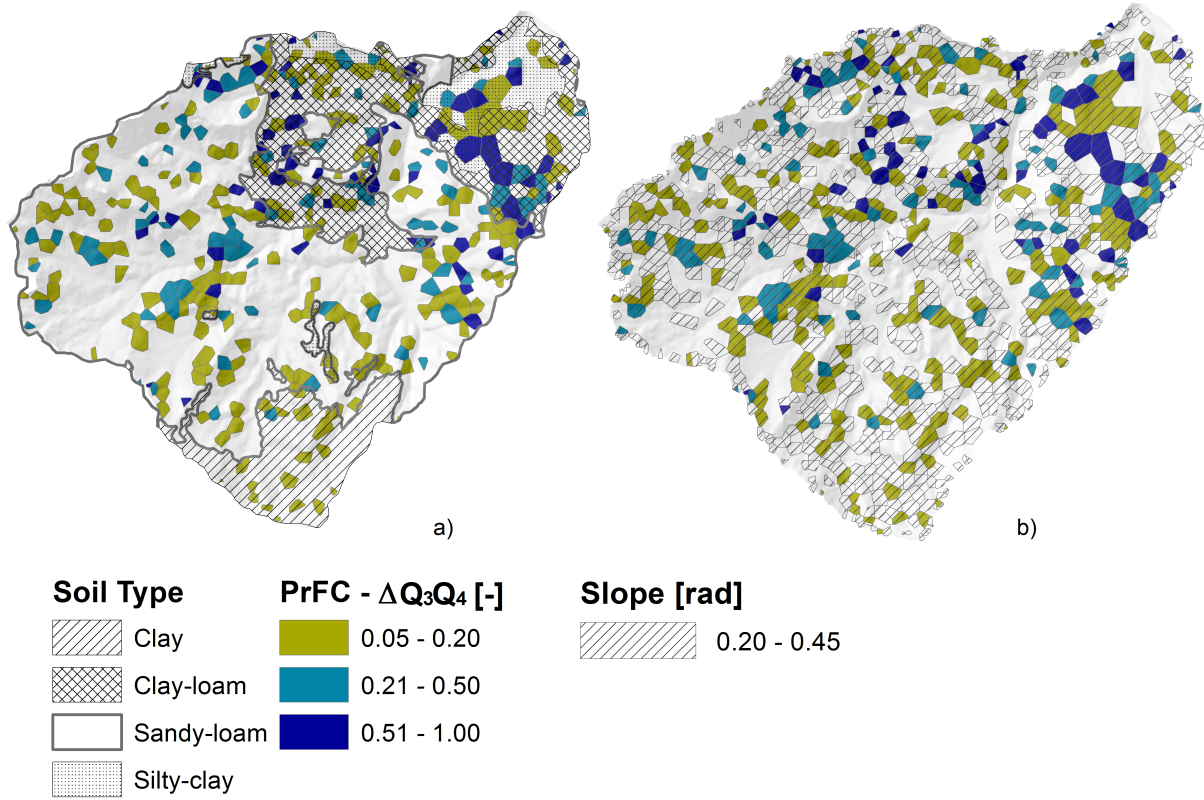 a)
b)
Soil Type
Clay
Clay-loam
Sandy-loam
Silty-clay
PrFC - ΔQ₃Q₄ [-]
0.05 - 0.20
0.21 - 0.50
0.51 - 1.00
Slope [rad]
0.20 - 0.45